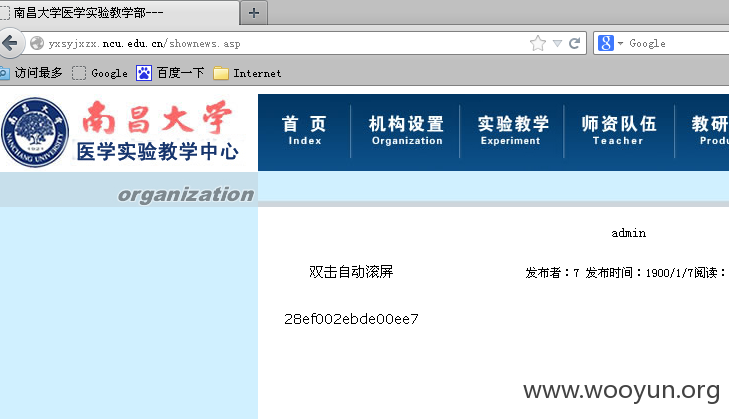 南昌大学医学实验教学部---
yxsyjxzx.ncu.edu.cn/shownews.asp
Google
访问最多 Google 百度一下 Internet
南昌大学
医学实验教学中心
NANCHANG UNIVERSITY
首 页 机构设置 实验教学 师资队伍 教研
Index Organization Experiment Teacher Produ
organization
admin
双击自动滚屏
发布者：7 发布时间：1900/1/7阅读：
28ef002ebde00ee7
www.wooyun.org